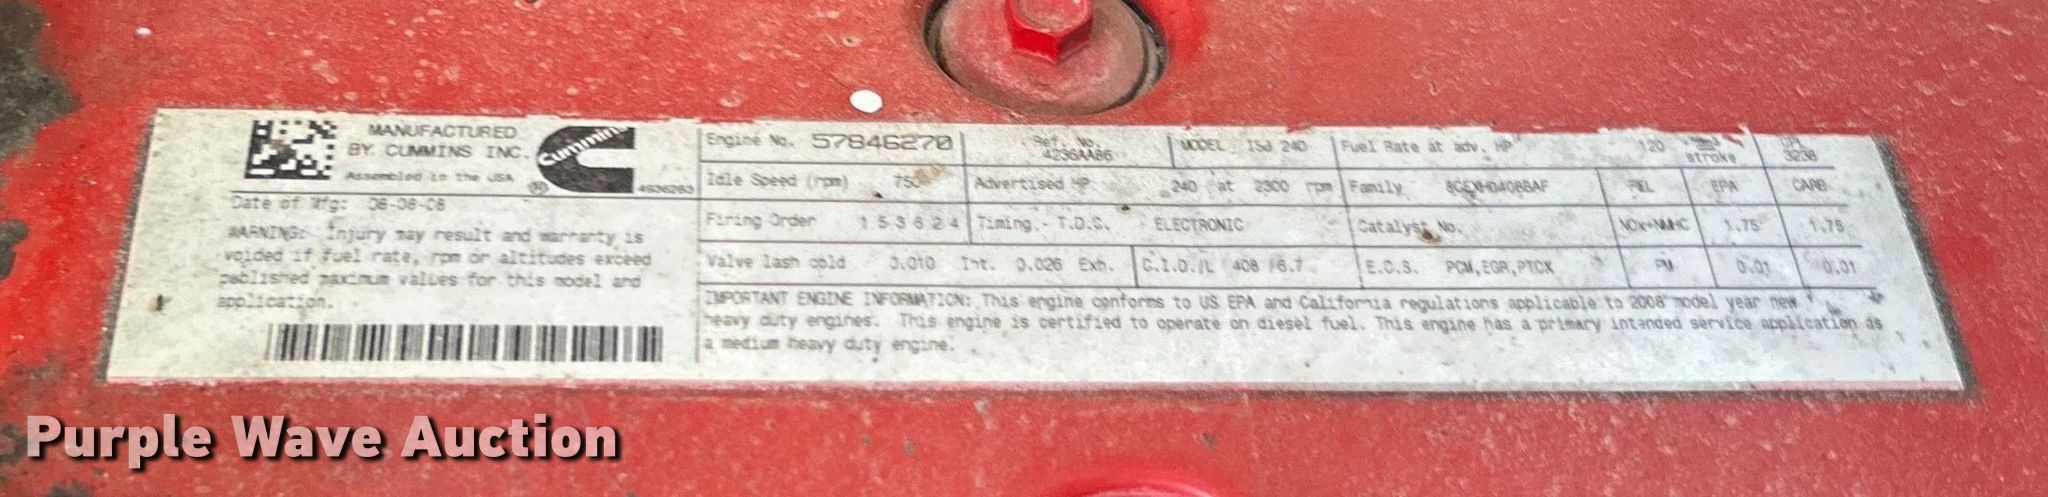 MANUFACTURED
BY CUMMINS INC.
Assembled in the USA
Cummins
®
4936263
Date of Mfg: 06-08-08
WARNING: Injury may result and warranty is
voided if fuel rate, rpm or altitudes exceed
published maximum values for this model and
application.
Engine No. 57846270
Ref. No.
MODEL
240
Fuel Rate at adv. HP
120 mm3
stroke
CPL
Idle Speed (rpm) 750
Advertised HP 240 at 2300 rpm
Family
FEL EPA CARB
Firing Order 1 5 3 6 2 4
Timing - T.D.C. ELECTRONIC
Catalyst No.
NOx+NMHC 1.75 1.75
Valve lash cold 0.010 Int. 0.026 Exh.
C.I.D./L 408 /6.7
E.C.S. PCM,EGR,PTOX
PM 0.01 0.01
IMPORTANT ENGINE INFORMATION: This engine conforms to US EPA and California regulations applicable to 2008 model year new
heavy duty engines. This engine is certified to operate on diesel fuel. This engine has a primary intended service application as
a medium heavy duty engine.
Purple Wave Auction